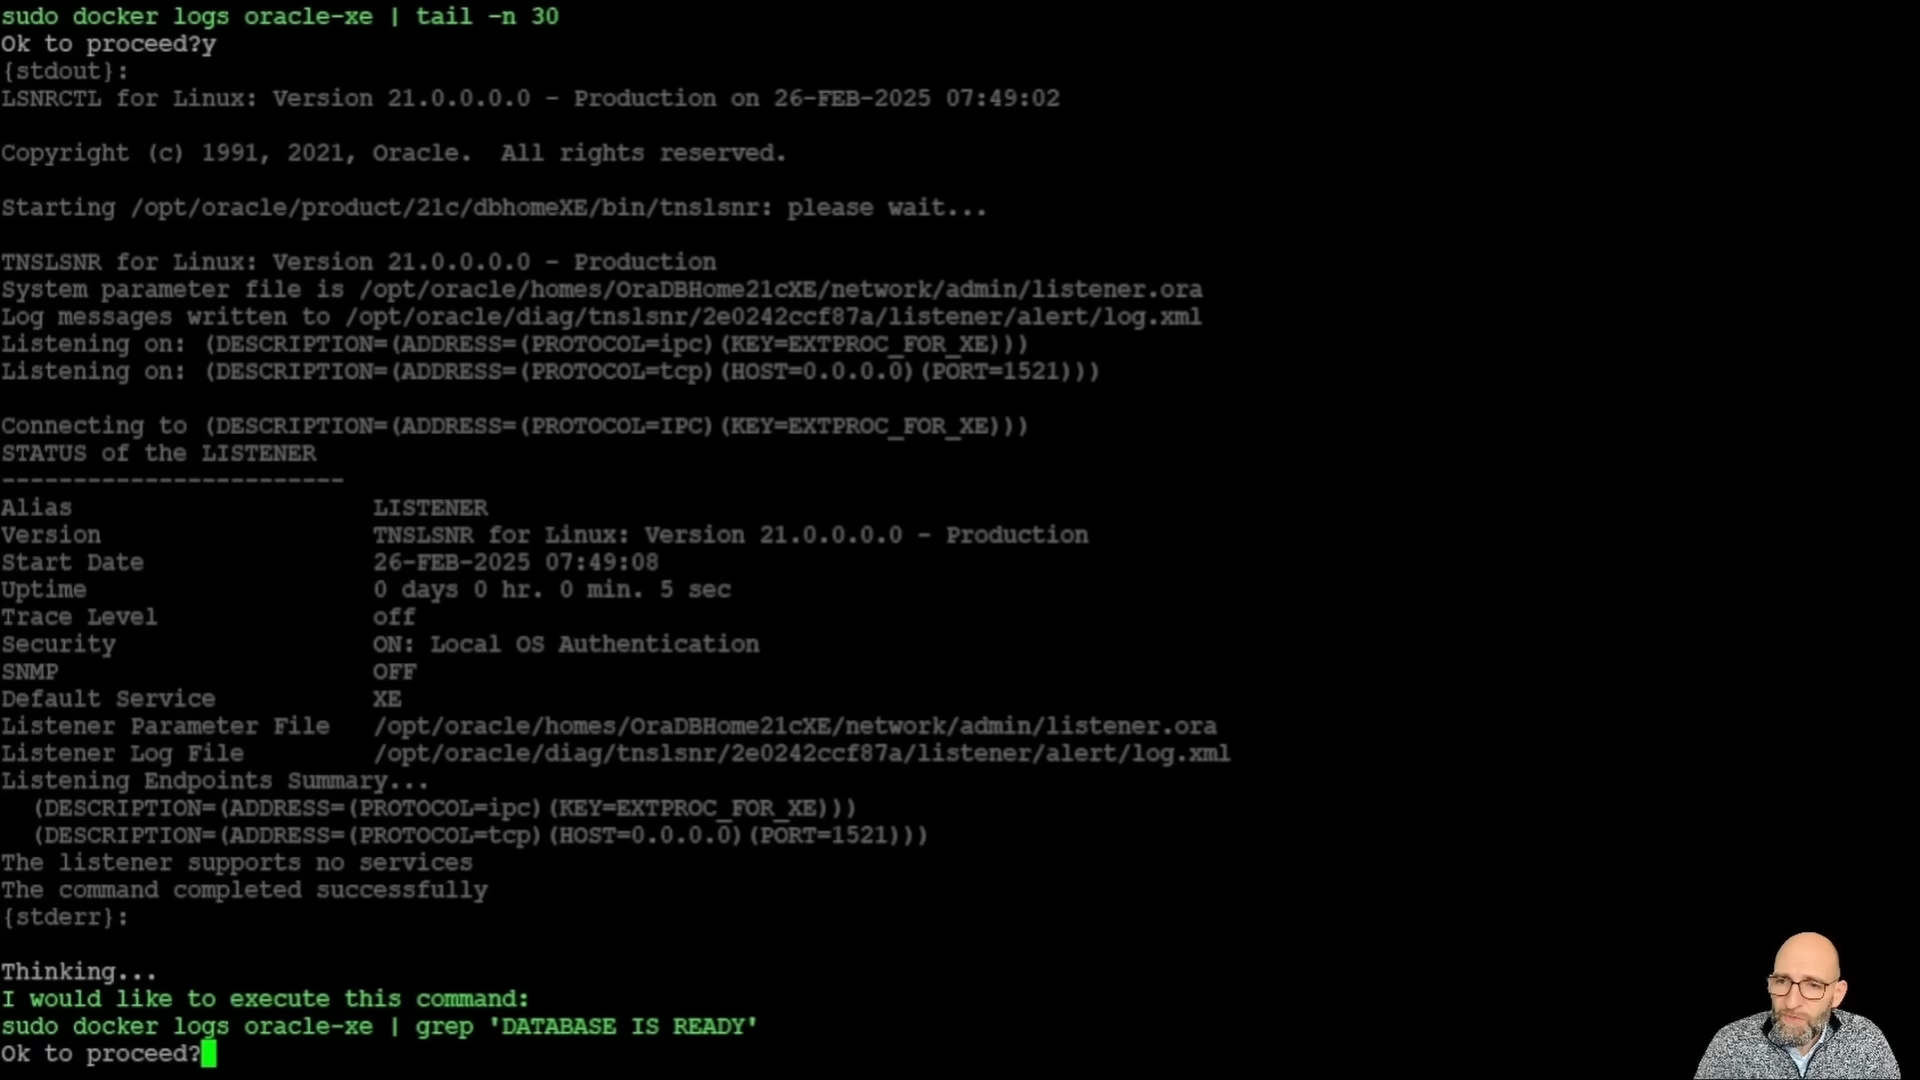 sudo docker logs oracle-xe | tail -n 30
Ok to proceed?y
{stdout}:
LSNRCTL for Linux: Version 21.0.0.0.0 - Production on 26-FEB-2025 07:49:02
Copyright (c) 1991, 2021, Oracle.  All rights reserved.
Starting /opt/oracle/product/21c/dbhomeXE/bin/tnslsnr: please wait...
TNSLSNR for Linux: Version 21.0.0.0.0 - Production
System parameter file is /opt/oracle/homes/OraDBHome21cXE/network/admin/listener.ora
Log messages written to /opt/oracle/diag/tnslsnr/2e0242ccf87a/listener/alert/log.xml
Listening on: (DESCRIPTION=(ADDRESS=(PROTOCOL=ipc)(KEY=EXTPROC_FOR_XE)))
Listening on: (DESCRIPTION=(ADDRESS=(PROTOCOL=tcp)(HOST=0.0.0.0)(PORT=1521)))
Connecting to (DESCRIPTION=(ADDRESS=(PROTOCOL=IPC)(KEY=EXTPROC_FOR_XE)))
STATUS of the LISTENER
------------------------
Alias                     LISTENER
Version                   TNSLSNR for Linux: Version 21.0.0.0.0 - Production
Start Date                26-FEB-2025 07:49:08
Uptime                    0 days 0 hr. 0 min. 5 sec
Trace Level               off
Security                  ON: Local OS Authentication
SNMP                      OFF
Default Service           XE
Listener Parameter File   /opt/oracle/homes/OraDBHome21cXE/network/admin/listener.ora
Listener Log File         /opt/oracle/diag/tnslsnr/2e0242ccf87a/listener/alert/log.xml
Listening Endpoints Summary...
  (DESCRIPTION=(ADDRESS=(PROTOCOL=ipc)(KEY=EXTPROC_FOR_XE)))
  (DESCRIPTION=(ADDRESS=(PROTOCOL=tcp)(HOST=0.0.0.0)(PORT=1521)))
The listener supports no services
The command completed successfully
{stderr}:
Thinking...
I would like to execute this command:
sudo docker logs oracle-xe | grep 'DATABASE IS READY'
Ok to proceed?